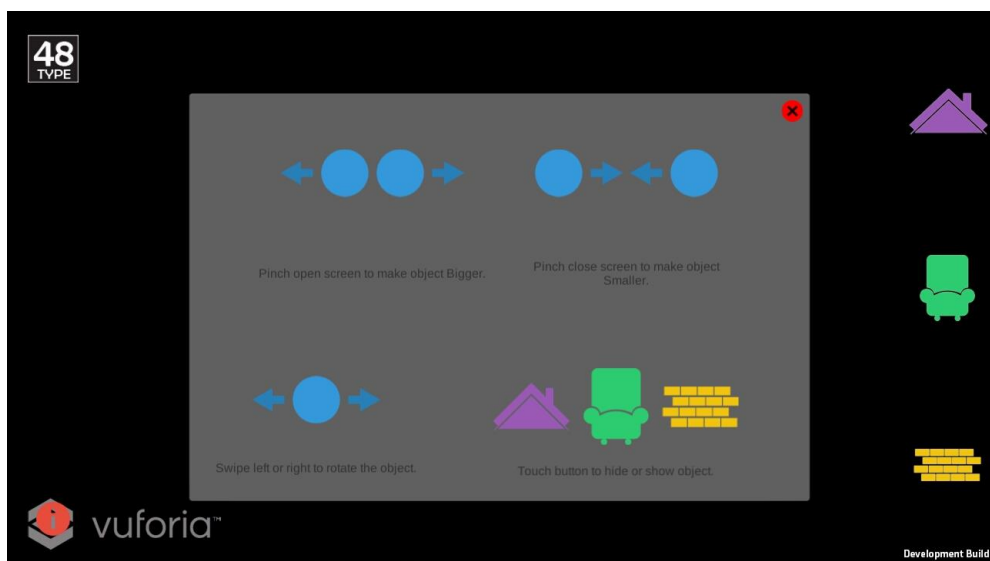 48
TYPE
Pinch open screen to make object Bigger.
Pinch close screen to make object
Smaller.
Swipe left or right to rotate the object.
Touch button to hide or show object.
i vuforia™
Development Build